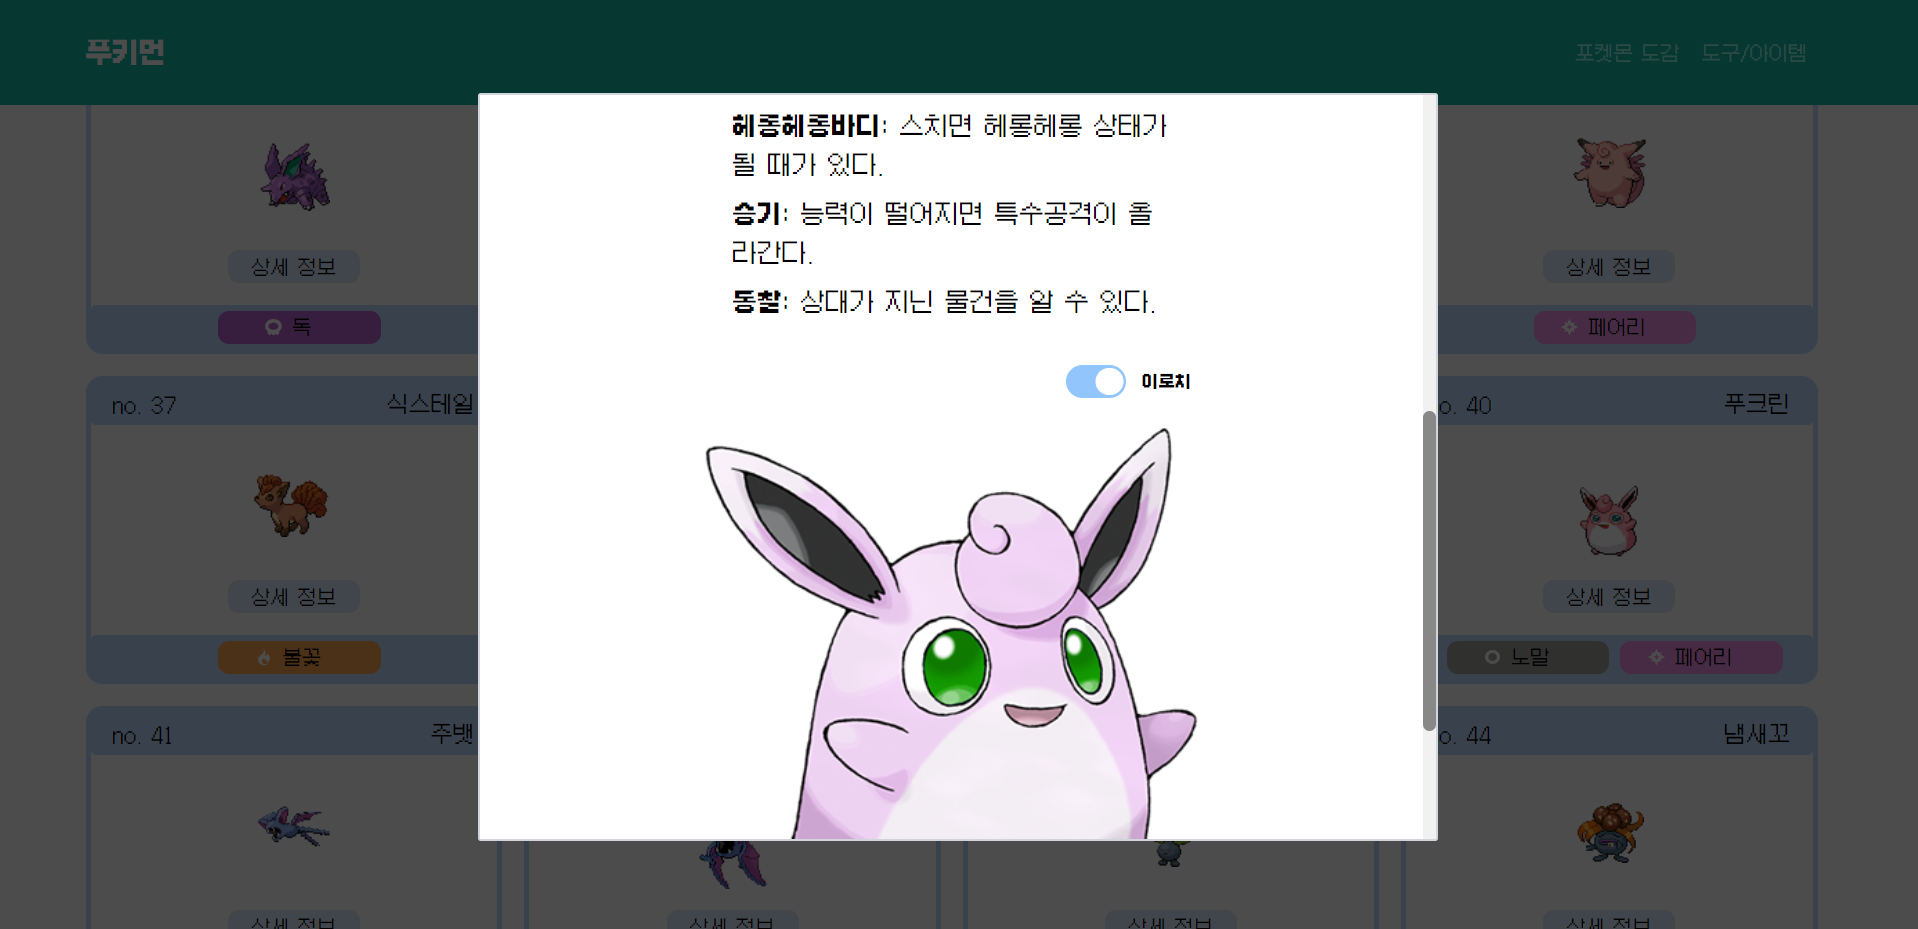 푸키먼
포켓몬 도감 도구/아이템
헤롱헤롱바디: 스치면 헤롱헤롱 상태가
될 때가 있다.
승기: 능력이 떨어지면 특수공격이 올
라간다.
통찰: 상대가 지닌 물건을 알 수 있다.
이로치
상세 정보
상세 정보
독
페어리
no. 37
식스테일
o. 40
푸크린
상세 정보
상세 정보
불꽃
노말
페어리
no. 41
주뱃
o. 44
냄새꼬
상세 정보
상세 정보
상세 정보
상세 정보